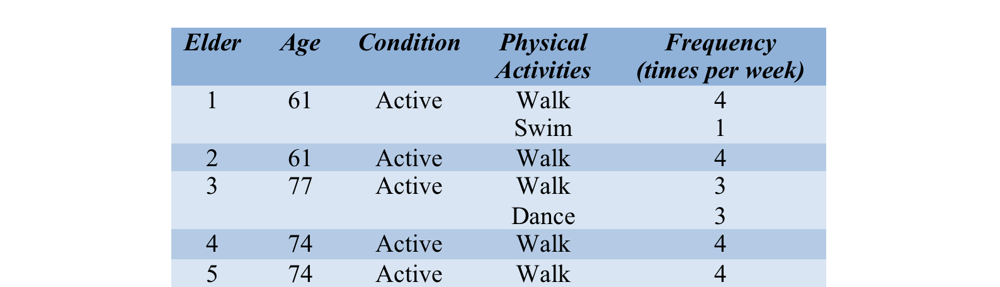 Elder Age Condition Physical Activities Frequency (times per week)
1 61 Active Walk 4
Swim 1
2 61 Active Walk 4
3 77 Active Walk 3
Dance 3
4 74 Active Walk 4
5 74 Active Walk 4